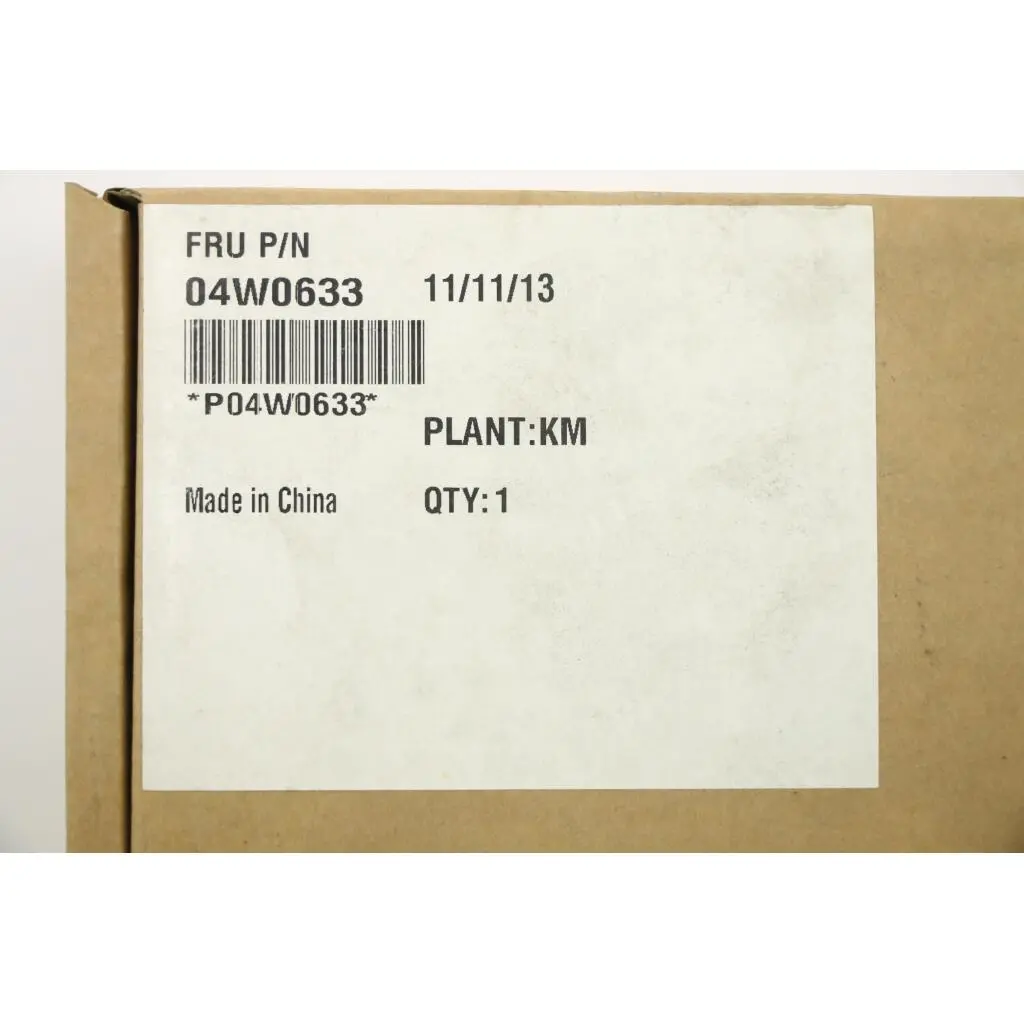 FRU P/N
04W0633 11/11/13
*P04W0633*
PLANT:KM
Made in China QTY: 1